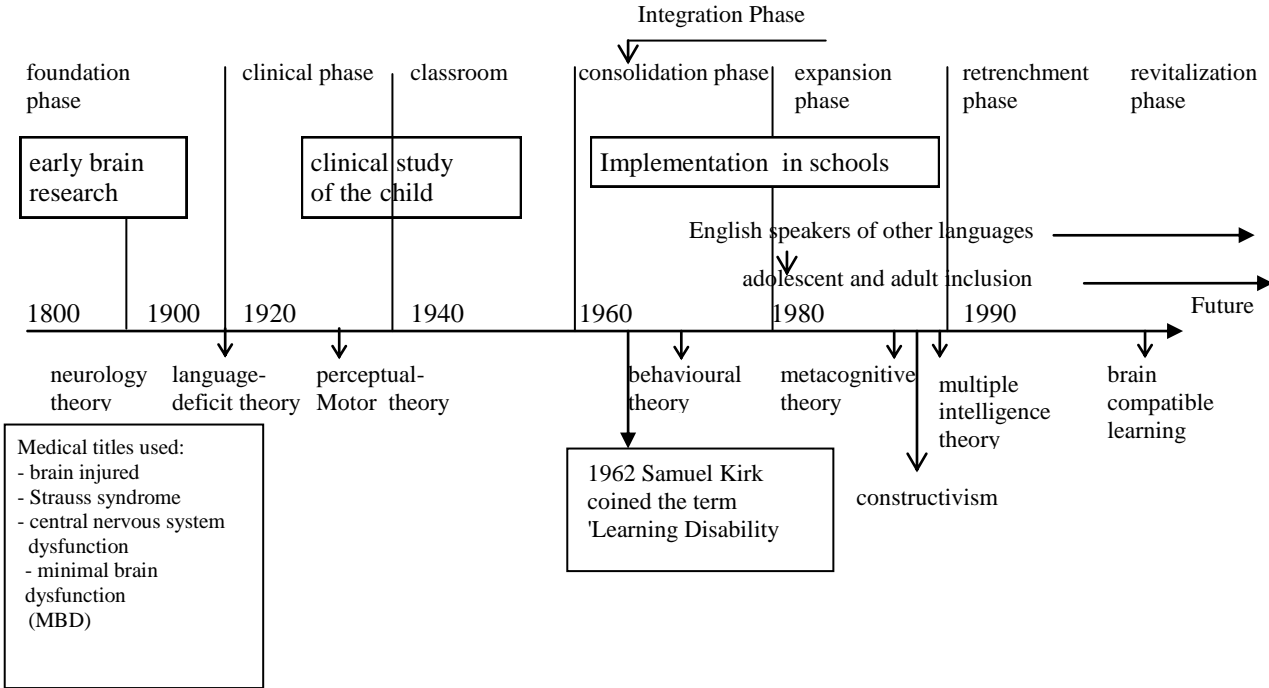 Integration Phase
foundation phase
clinical phase
classroom
consolidation phase
expansion phase
retrenchment phase
revitalization phase
early brain
research
clinical study
of the child
Implementation in schools
English speakers of other languages
adolescent and adult inclusion
1800
1900
1920
1940
1960
1980
1990
Future
neurology
theory
language-
deficit theory
perceptual-
Motor theory
behavioural
theory
metacognitive
theory
multiple
intelligence
theory
brain
compatible
learning
Medical titles used:
- brain injured
- Strauss syndrome
- central nervous system
dysfunction
- minimal brain
dysfunction
(MBD)
1962 Samuel Kirk
coined the term
'Learning Disability
constructivism